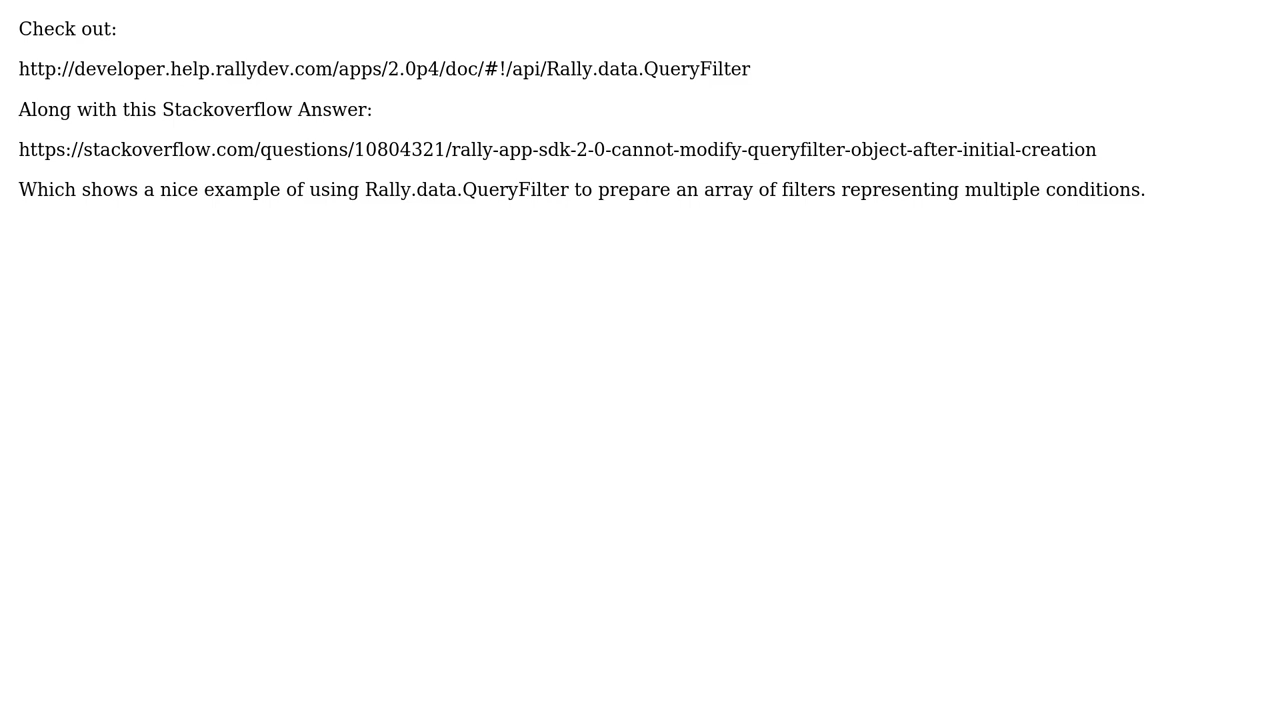 Check out:
http://developer.help.rallydev.com/apps/2.0p4/doc/#!/api/Rally.data.QueryFilter
Along with this Stackoverflow Answer:
https://stackoverflow.com/questions/10804321/rally-app-sdk-2-0-cannot-modify-queryfilter-object-after-initial-creation
Which shows a nice example of using Rally.data.QueryFilter to prepare an array of filters representing multiple conditions.